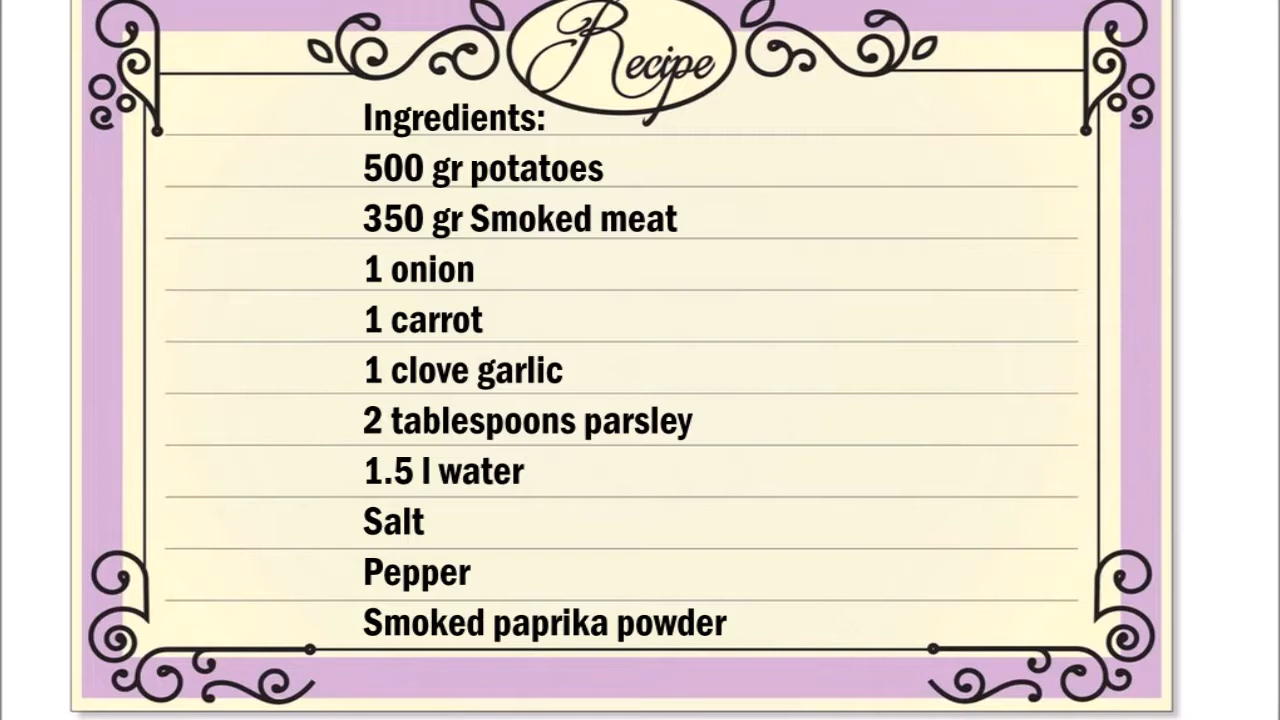 Recipe
Ingredients:
500 gr potatoes
350 gr Smoked meat
1 onion
1 carrot
1 clove garlic
2 tablespoons parsley
1.5 l water
Salt
Pepper
Smoked paprika powder